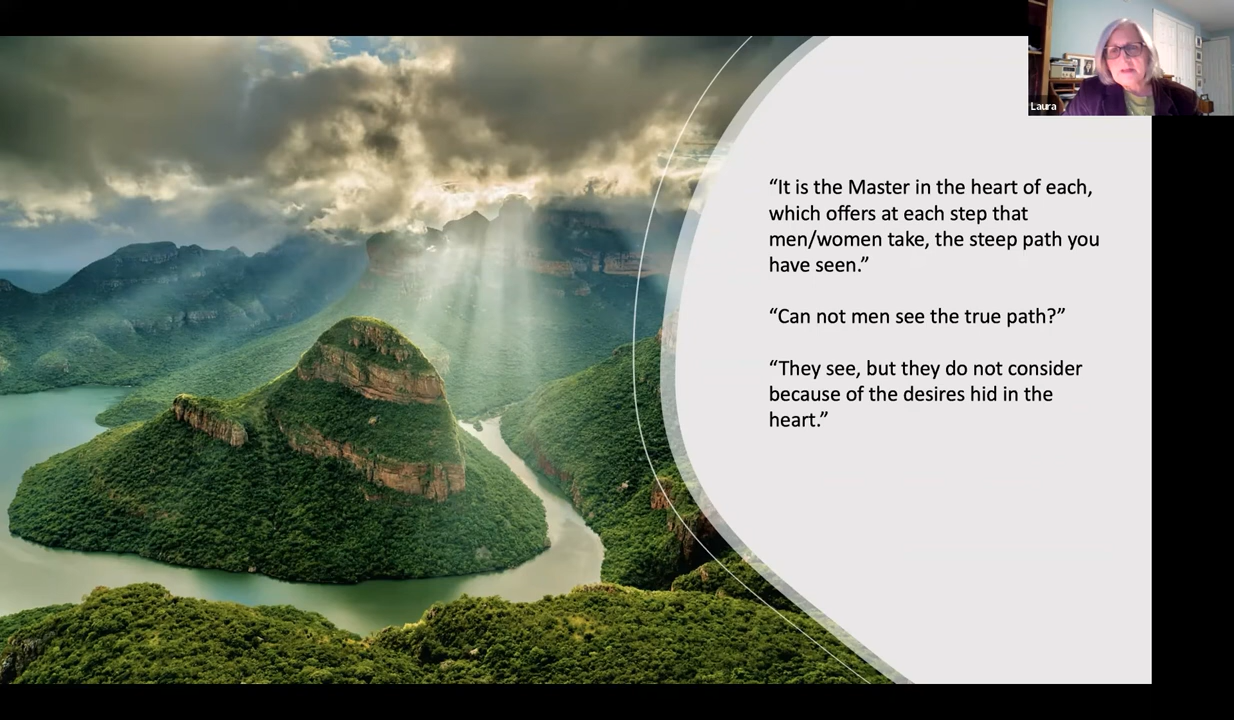 Laura
“It is the Master in the heart of each,
which offers at each step that
men/women take, the steep path you
have seen.”
“Can not men see the true path?”
“They see, but they do not consider
because of the desires hid in the
heart.”